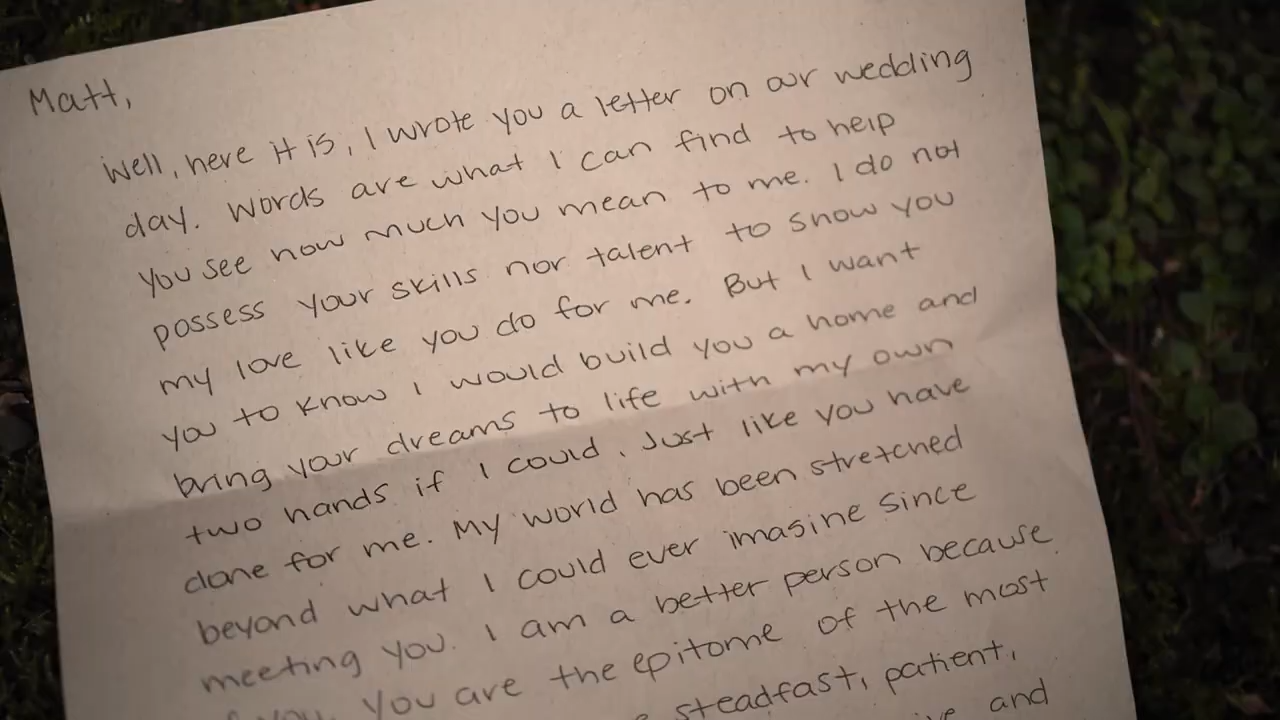 Matt,
Well, here it is, I wrote you a letter on our wedding
day. Words are what I can find to help
you see how much you mean to me. I do not
possess your skills nor talent to show you
my love like you do for me. But I want
you to know I would build you a home and
bring your dreams to life with my own
two hands if I could. Just like you have
done for me. My world has been stretched
beyond what I could ever imagine since
meeting you. I am a better person because
of you. You are the epitome of the most
steadfast, patient,
and